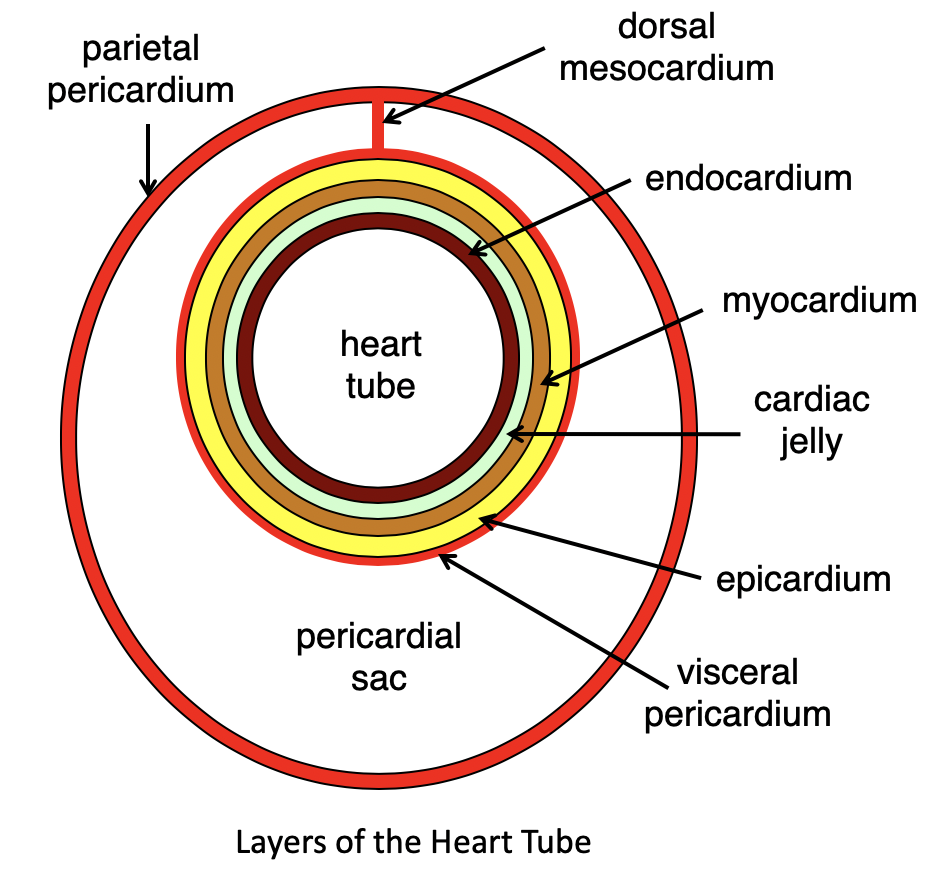 dorsal
mesocardium
parietal
pericardium
endocardium
myocardium
heart
tube
cardiac
jelly
epicardium
pericardial
sac
visceral
pericardium
Layers of the Heart Tube